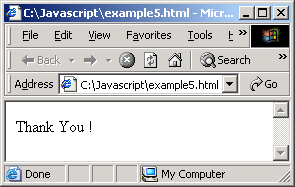 C:\Javascript\example5.html - Micr...
File Edit View Favorites Tools H »
Back » Search »
Address C:\Javascript\example5.html Go
Thank You !
Done My Computer